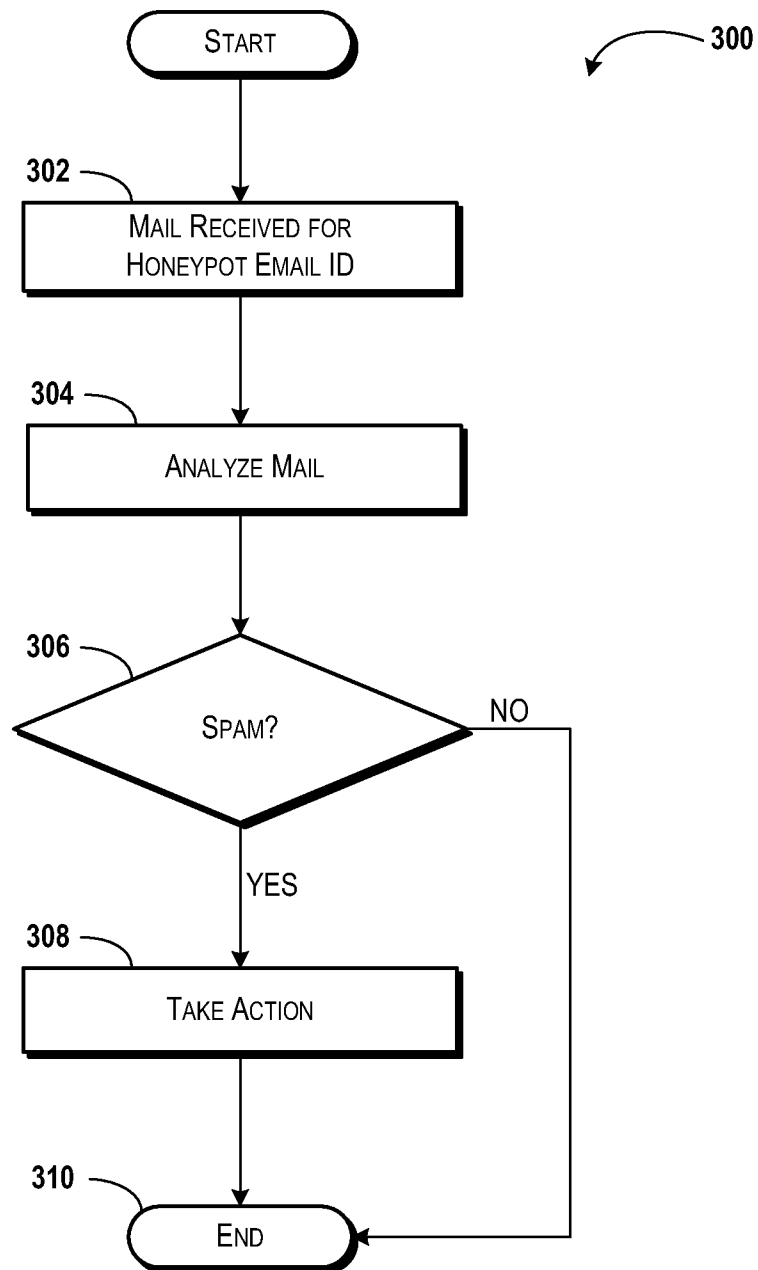 START
300
302
MAIL RECEIVED FOR
HONEYPOT EMAIL ID
304
ANALYZE MAIL
306
SPAM?
NO
YES
308
TAKE ACTION
310
END